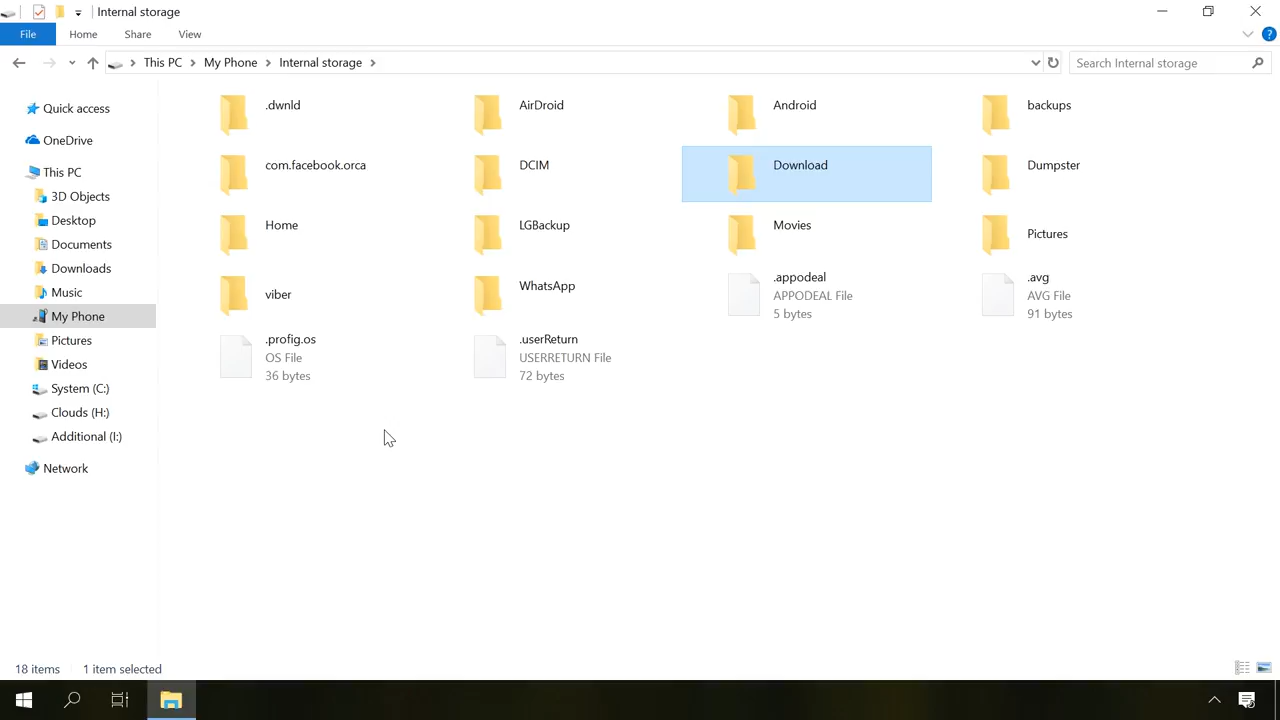 Internal storage
File Home Share View
This PC My Phone Internal storage
Search Internal storage
Quick access
OneDrive
This PC
3D Objects
Desktop
Documents
Downloads
Music
My Phone
Pictures
Videos
System (C:)
Clouds (H:)
Additional (I:)
Network
.dwnld
AirDroid
Android
backups
com.facebook.orca
DCIM
Download
Dumpster
Home
LGBackup
Movies
Pictures
viber
WhatsApp
.appodeal
APPODEAL File
5 bytes
.avg
AVG File
91 bytes
.profig.os
OS File
36 bytes
.userReturn
USERRETURN File
72 bytes
18 items 1 item selected